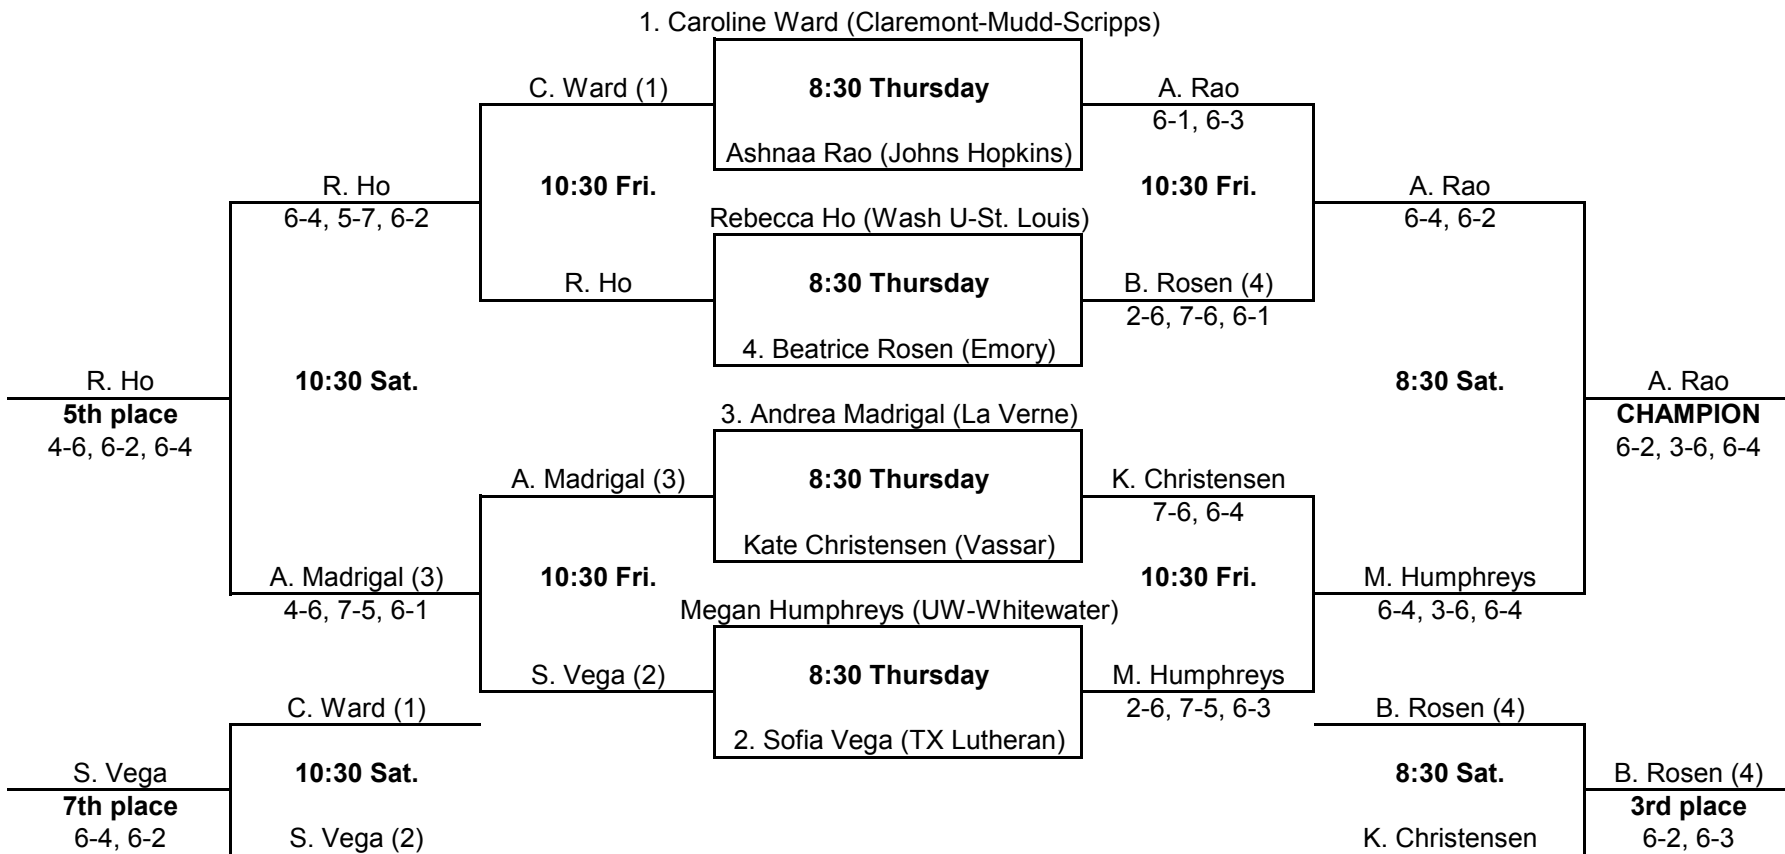 1. Caroline Ward (Claremont-Mudd-Scripps)
C. Ward (1)
8:30 Thursday
A. Rao
6-1, 6-3
Ashnaa Rao (Johns Hopkins)
R. Ho
10:30 Fri.
10:30 Fri.
A. Rao
6-4, 5-7, 6-2
Rebecca Ho (Wash U-St. Louis)
6-4, 6-2
R. Ho
8:30 Thursday
B. Rosen (4)
2-6, 7-6, 6-1
4. Beatrice Rosen (Emory)
R. Ho
10:30 Sat.
8:30 Sat.
A. Rao
5th place
3. Andrea Madrigal (La Verne)
CHAMPION
4-6, 6-2, 6-4
6-2, 3-6, 6-4
A. Madrigal (3)
8:30 Thursday
K. Christensen
7-6, 6-4
Kate Christensen (Vassar)
A. Madrigal (3)
10:30 Fri.
10:30 Fri.
M. Humphreys
4-6, 7-5, 6-1
Megan Humphreys (UW-Whitewater)
6-4, 3-6, 6-4
S. Vega (2)
8:30 Thursday
M. Humphreys
C. Ward (1)
2-6, 7-5, 6-3
B. Rosen (4)
2. Sofia Vega (TX Lutheran)
S. Vega
10:30 Sat.
8:30 Sat.
B. Rosen (4)
7th place
3rd place
6-4, 6-2
S. Vega (2)
K. Christensen
6-2, 6-3